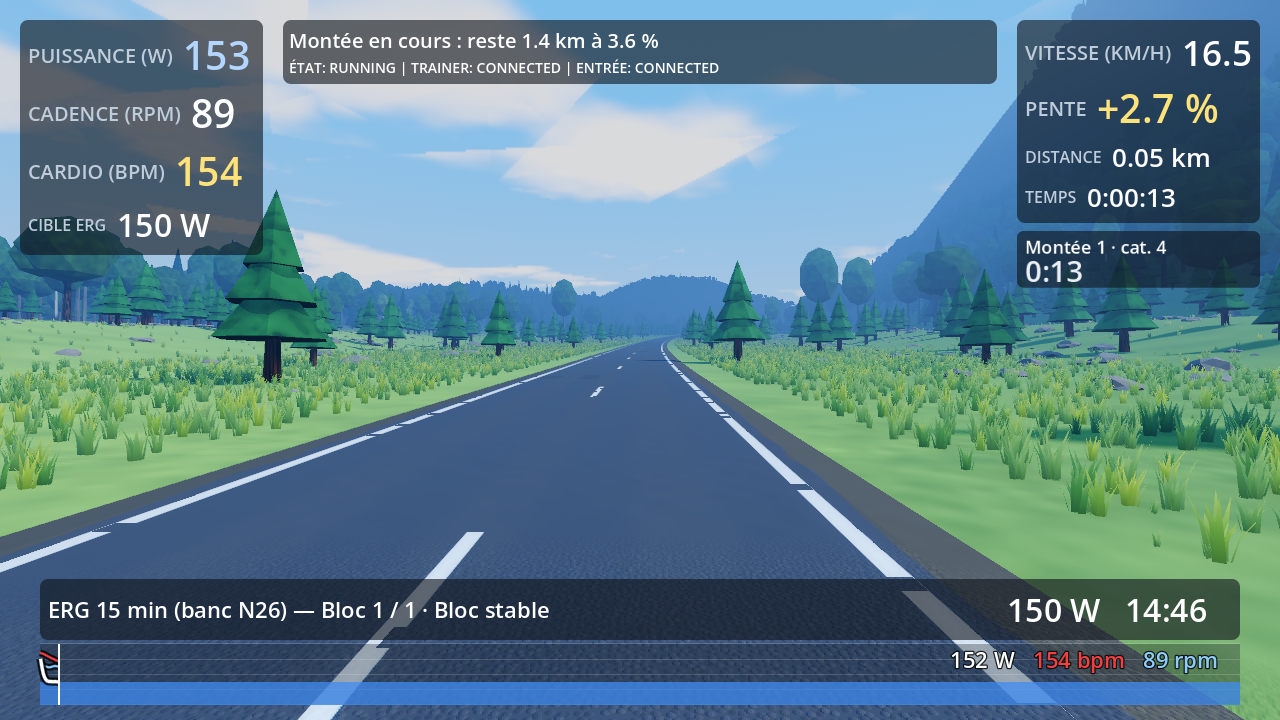 PUISSANCE (W) 153
CADENCE (RPM) 89
CARDIO (BPM) 154
CIBLE ERG 150 W
Montée en cours : reste 1.4 km à 3.6 %
ÉTAT: RUNNING | TRAINER: CONNECTED | ENTRÉE: CONNECTED
VITESSE (KM/H) 16.5
PENTE +2.7 %
DISTANCE 0.05 km
TEMPS 0:00:13
Montée 1 · cat. 4
0:13
ERG 15 min (banc N26) — Bloc 1 / 1 · Bloc stable 150 W 14:46
152 W 154 bpm 89 rpm